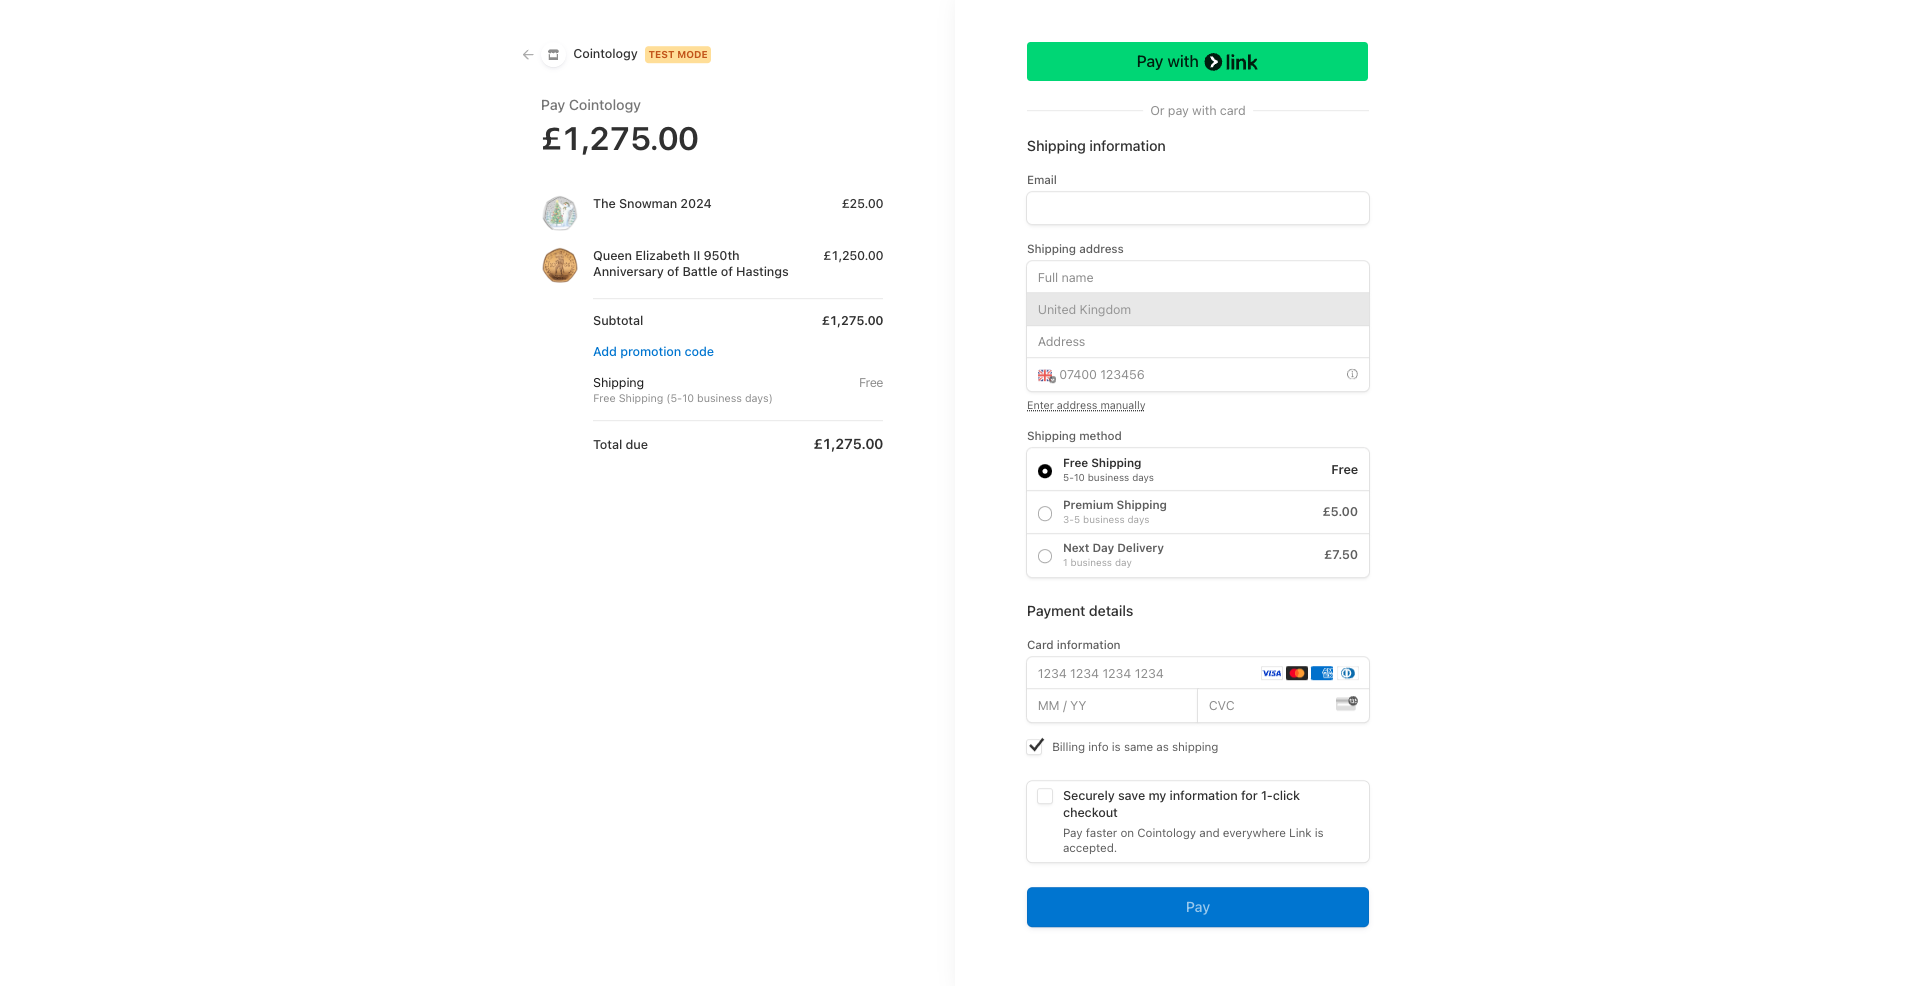 Cointology TEST MODE
Pay Cointology
£1,275.00
The Snowman 2024 £25.00
Queen Elizabeth II 950th £1,250.00
Anniversary of Battle of Hastings
Subtotal £1,275.00
Add promotion code
Shipping Free
Free Shipping (5-10 business days)
Total due £1,275.00
Pay with link
Or pay with card
Shipping information
Email
Shipping address
Full name
United Kingdom
Address
07400 123456
Enter address manually
Shipping method
Free Shipping Free
5-10 business days
Premium Shipping £5.00
3-5 business days
Next Day Delivery £7.50
1 business day
Payment details
Card information
1234 1234 1234 1234 VISA
MM / YY CVC
Billing info is same as shipping
Securely save my information for 1-click
checkout
Pay faster on Cointology and everywhere Link is
accepted.
Pay